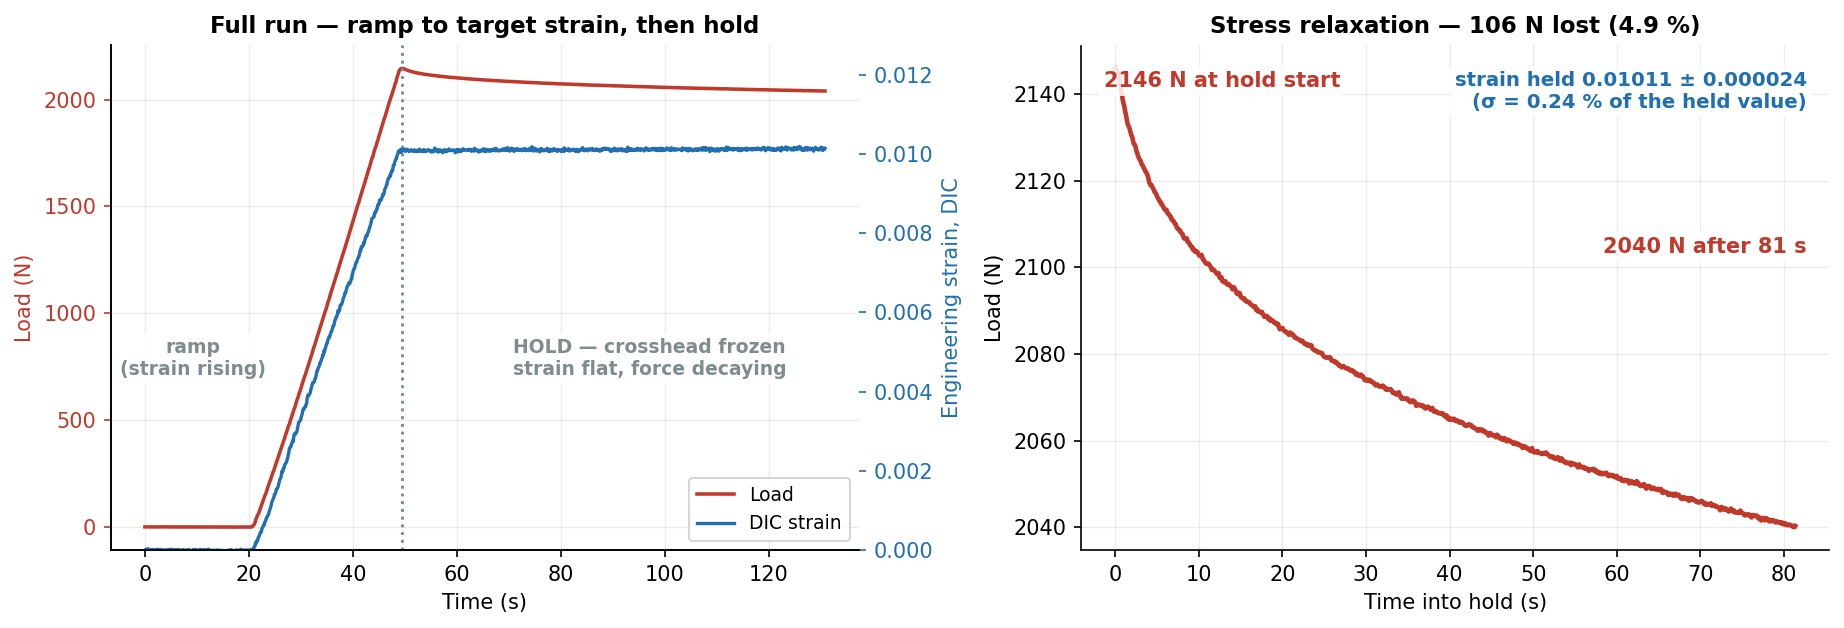 Full run — ramp to target strain, then hold
Load (N)
2000
1500
1000
500
0
0.012
0.010
0.008
0.006
0.004
0.002
0.000
Engineering strain, DIC
ramp
(strain rising)
HOLD — crosshead frozen
strain flat, force decaying
Load
DIC strain
0 20 40 60 80 100 120
Time (s)
Stress relaxation — 106 N lost (4.9 %)
Load (N)
2140
2120
2100
2080
2060
2040
2146 N at hold start
strain held 0.01011 ± 0.000024
(σ = 0.24 % of the held value)
2040 N after 81 s
0 10 20 30 40 50 60 70 80
Time into hold (s)